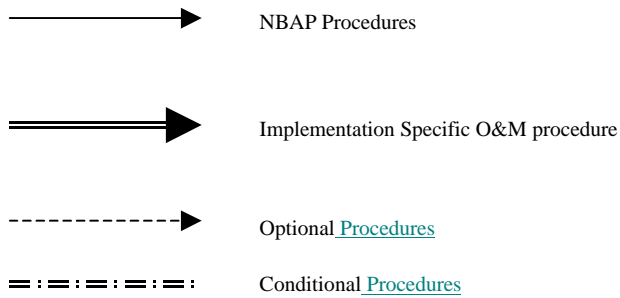 NBAP Procedures
Implementation Specific O&M procedure
Optional Procedures
Conditional Procedures